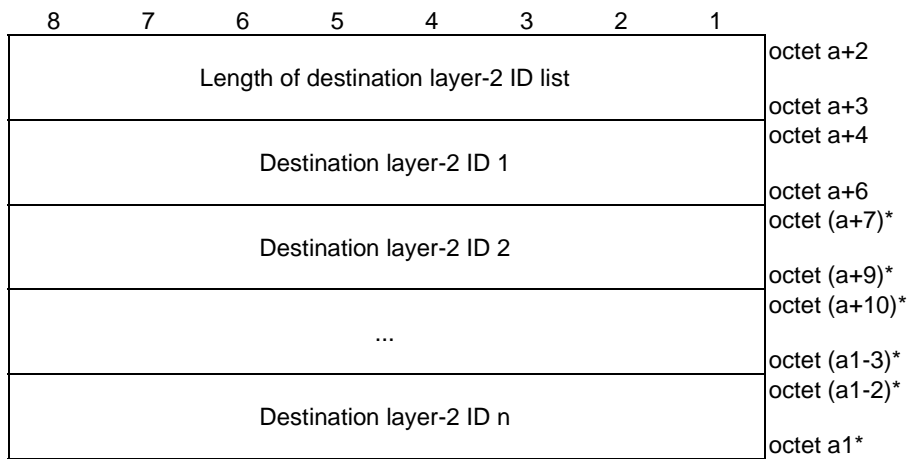 8 7 6 5 4 3 2 1
octet a+2
Length of destination layer-2 ID list
octet a+3
octet a+4
Destination layer-2 ID 1
octet a+6
octet (a+7)*
Destination layer-2 ID 2
octet (a+9)*
octet (a+10)*
...
octet (a1-3)*
octet (a1-2)*
Destination layer-2 ID n
octet a1*